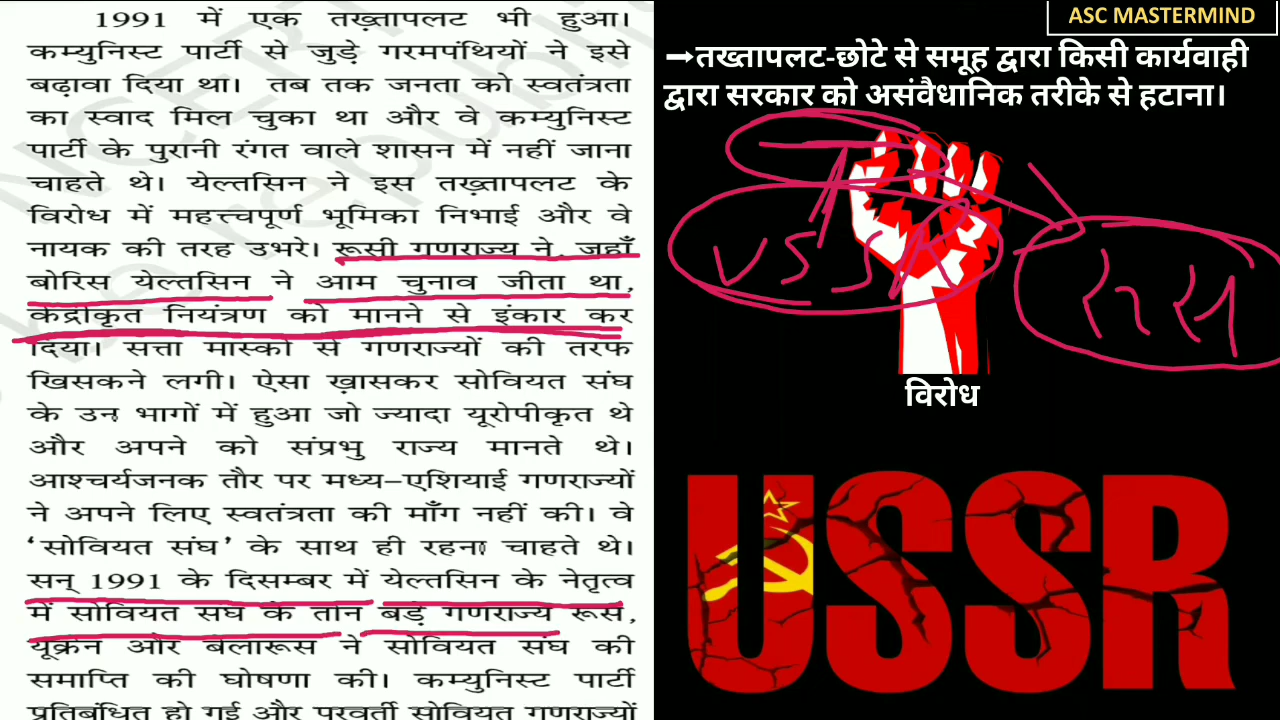 1991 में एक तख़्तापलट भी हुआ।
कम्युनिस्ट पार्टी से जुड़े गरमपंथियों ने इसे
बढ़ावा दिया था। तब तक जनता को स्वतंत्रता
का स्वाद मिल चुका था और वे कम्युनिस्ट
पार्टी के पुरानी रंगत वाले शासन में नहीं जाना
चाहते थे। येल्तसिन ने इस तख़्तापलट के
विरोध में महत्त्वपूर्ण भूमिका निभाई और वे
नायक की तरह उभरे। रूसी गणराज्य ने, जहाँ
बोरिस येल्तसिन ने आम चुनाव जीता था,
केंद्रीकृत नियंत्रण को मानने से इंकार कर
दिया। सत्ता मास्को से गणराज्यों की तरफ
खिसकने लगी। ऐसा ख़ासकर सोवियत संघ
के उन भागों में हुआ जो ज्यादा यूरोपीकृत थे
और अपने को संप्रभु राज्य मानते थे।
आश्चर्यजनक तौर पर मध्य-एशियाई गणराज्यों
ने अपने लिए स्वतंत्रता की माँग नहीं की। वे
‘सोवियत संघ’ के साथ ही रहना चाहते थे।
सन् 1991 के दिसम्बर में येल्तसिन के नेतृत्व
में सोवियत संघ के तीन बड़े गणराज्य रूस,
यूक्रेन और बेलारूस ने सोवियत संघ की
समाप्ति की घोषणा की। कम्युनिस्ट पार्टी
प्रतिबंधित हो गई और परवर्ती सोवियत गणराज्यों
ASC MASTERMIND
→तख्तापलट-छोटे से समूह द्वारा किसी कार्यवाही
द्वारा सरकार को असंवैधानिक तरीके से हटाना।
USSR
विरोध
USSR